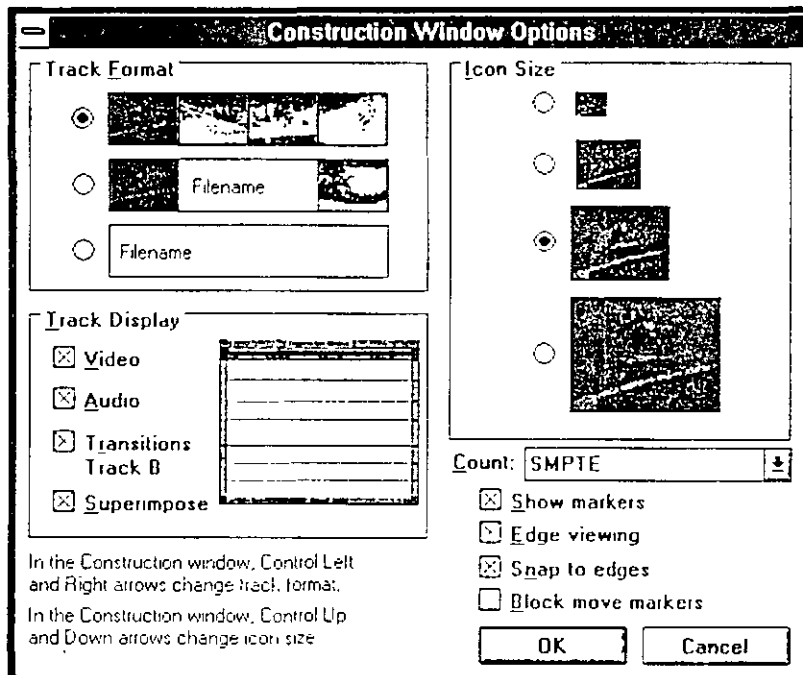 Construction Window Options
Track Format
Filename
Filename
Track Display
Video
Audio
Transitions
Track B
Superimpose
In the Construction window, Control Left
and Right arrows change track format.
In the Construction window, Control Up
and Down arrows change icon size
Icon Size
Count: SMPTE
Show markers
Edge viewing
Snap to edges
Block move markers
OK
Cancel